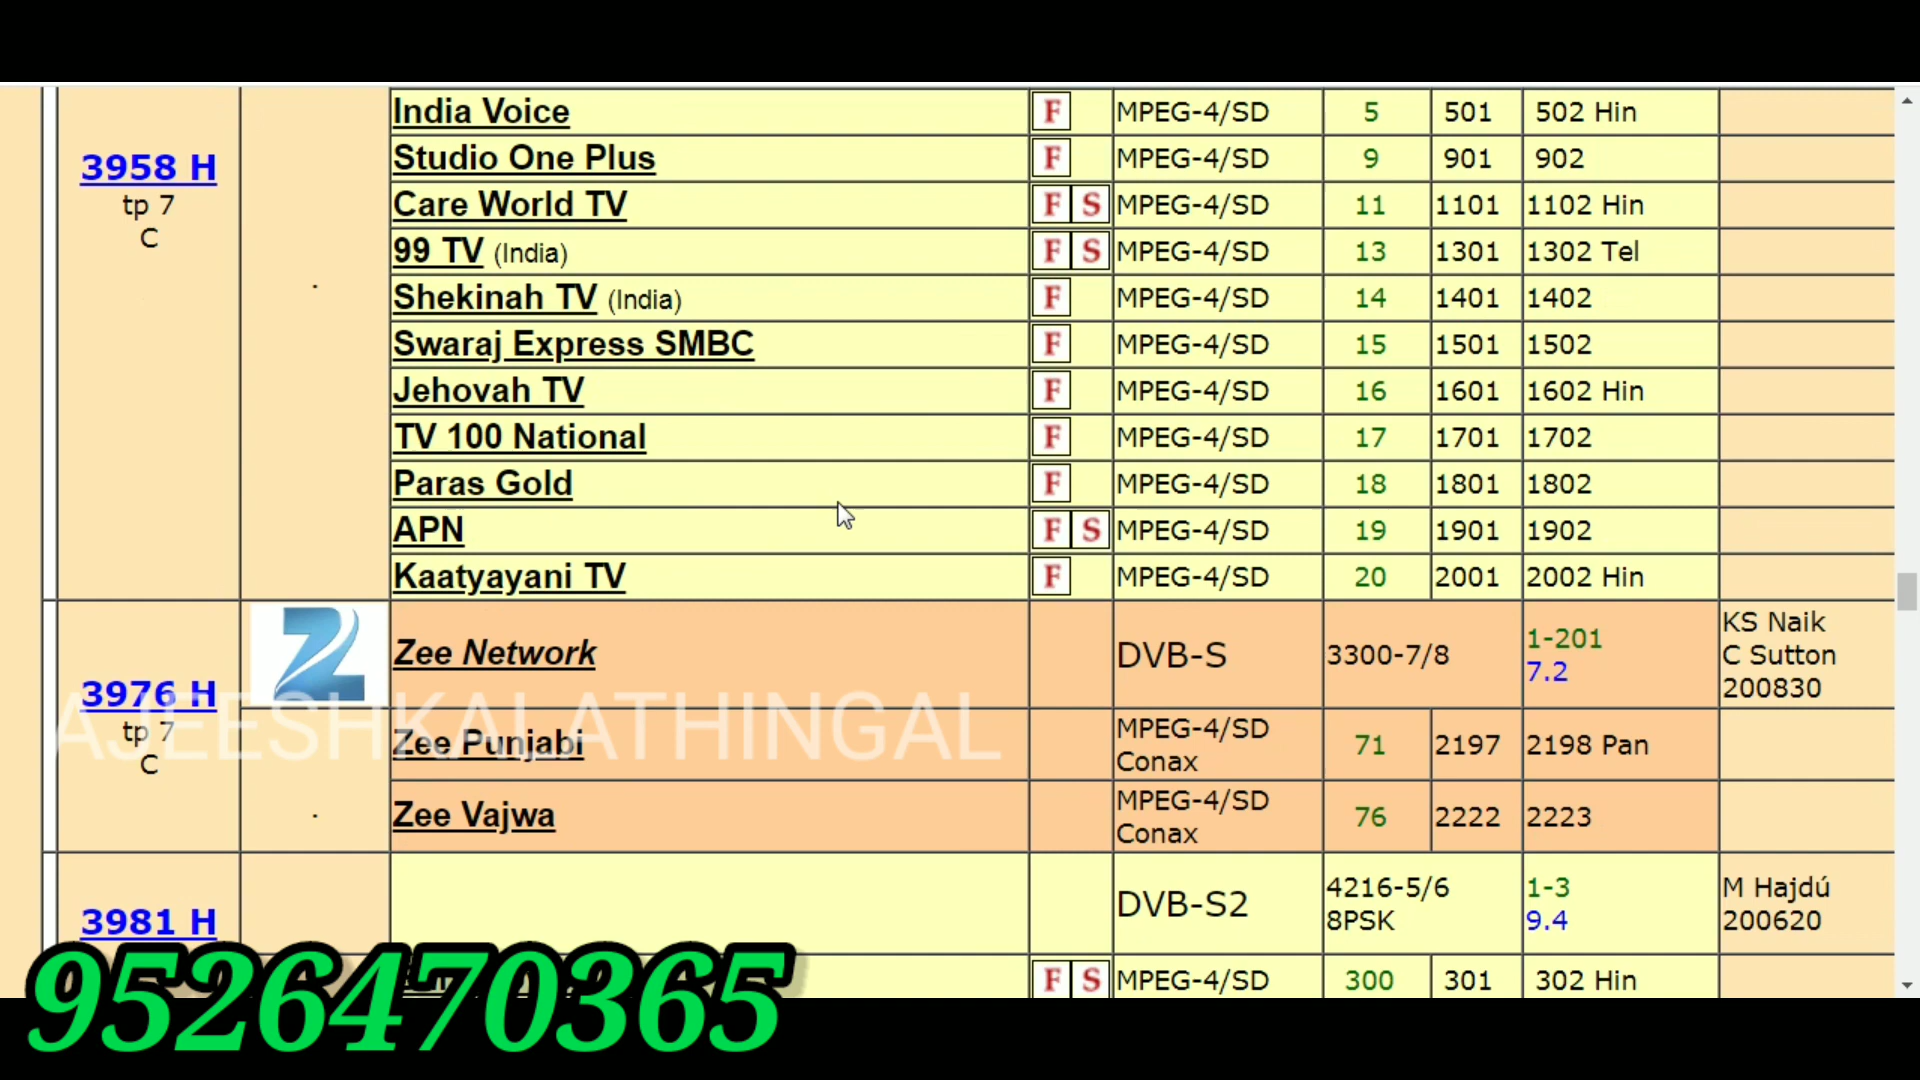 India Voice F MPEG-4/SD 5 501 502 Hin
3958 H
tp 7
C
Studio One Plus F MPEG-4/SD 9 901 902
Care World TV F S MPEG-4/SD 11 1101 1102 Hin
99 TV (India) F S MPEG-4/SD 13 1301 1302 Tel
Shekinah TV (India) F MPEG-4/SD 14 1401 1402
Swaraj Express SMBC F MPEG-4/SD 15 1501 1502
Jehovah TV F MPEG-4/SD 16 1601 1602 Hin
TV 100 National F MPEG-4/SD 17 1701 1702
Paras Gold F MPEG-4/SD 18 1801 1802
APN F S MPEG-4/SD 19 1901 1902
Kaatyayani TV F MPEG-4/SD 20 2001 2002 Hin
3976 H
tp 7
C
Zee Network DVB-S 3300-7/8 1-201
7.2
KS Naik
C Sutton
200830
AJEESHKALATHINGAL
Zee Punjabi MPEG-4/SD
Conax
71 2197 2198 Pan
Zee Vajwa MPEG-4/SD
Conax
76 2222 2223
3981 H
DVB-S2 4216-5/6
8PSK
1-3
9.4
M Hajdú
200620
F S MPEG-4/SD 300 301 302 Hin
9526470365